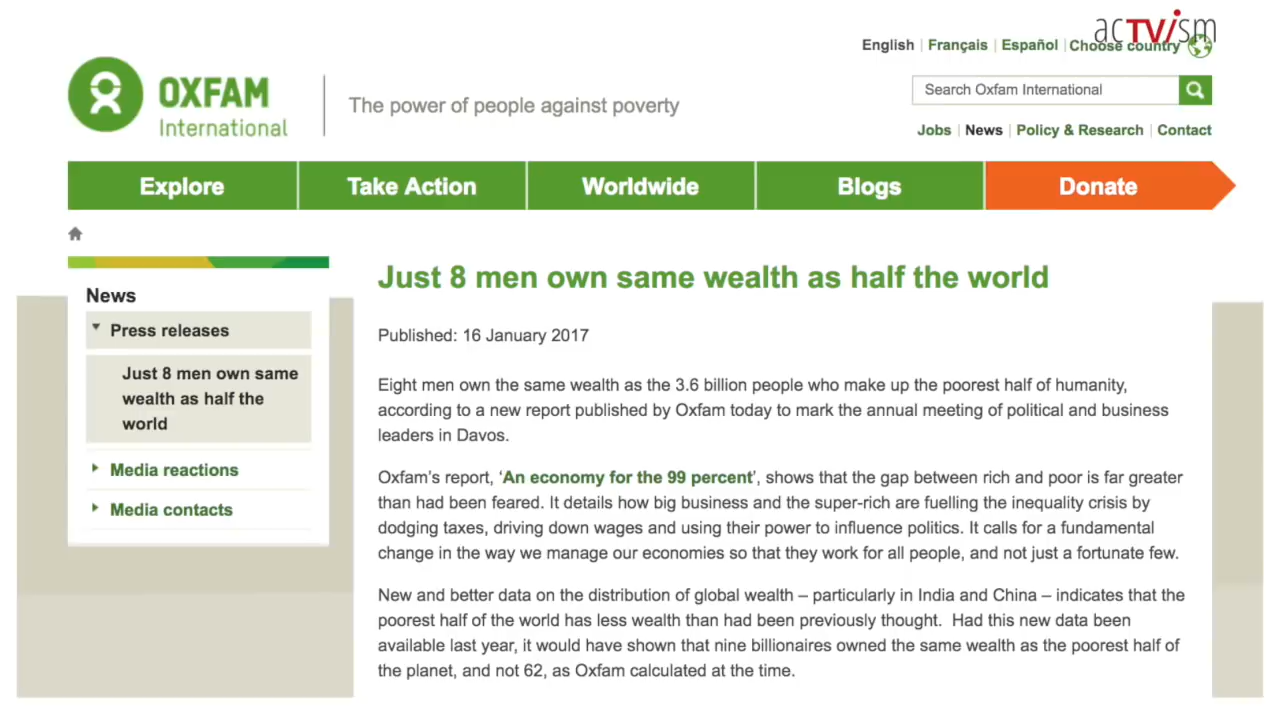 acTVism
English | Français | Español | Choose country
OXFAM
International
The power of people against poverty
Search Oxfam International
Jobs | News | Policy & Research | Contact
Explore
Take Action
Worldwide
Blogs
Donate
News
Press releases
Just 8 men own same
wealth as half the
world
Media reactions
Media contacts
Just 8 men own same wealth as half the world
Published: 16 January 2017
Eight men own the same wealth as the 3.6 billion people who make up the poorest half of humanity,
according to a new report published by Oxfam today to mark the annual meeting of political and business
leaders in Davos.
Oxfam’s report, ‘An economy for the 99 percent’, shows that the gap between rich and poor is far greater
than had been feared. It details how big business and the super-rich are fuelling the inequality crisis by
dodging taxes, driving down wages and using their power to influence politics. It calls for a fundamental
change in the way we manage our economies so that they work for all people, and not just a fortunate few.
New and better data on the distribution of global wealth – particularly in India and China – indicates that the
poorest half of the world has less wealth than had been previously thought.  Had this new data been
available last year, it would have shown that nine billionaires owned the same wealth as the poorest half of
the planet, and not 62, as Oxfam calculated at the time.